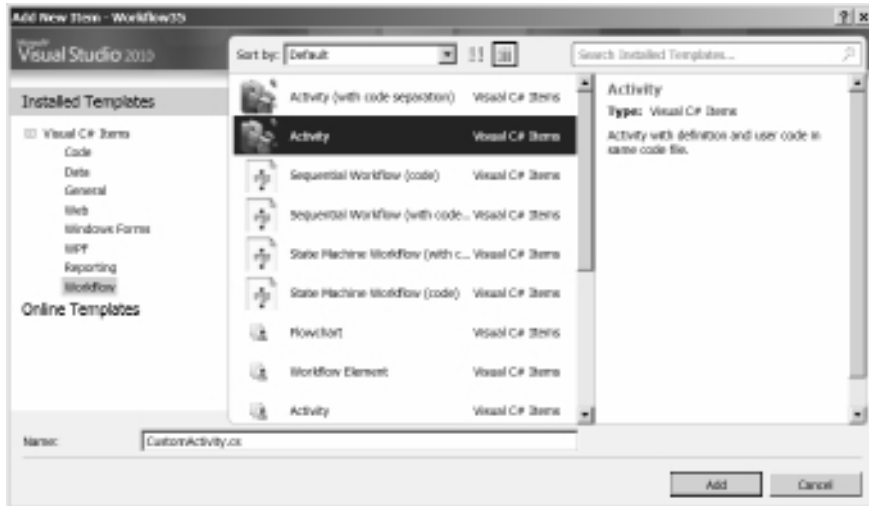 Add New Item - Workflow35
Microsoft
Visual Studio 2010
Sort by: Default
Search Installed Templates...
Installed Templates
Visual C# Items
Code
Data
General
Web
Windows Forms
WPF
Reporting
Workflow
Online Templates
Activity (with code separation) Visual C# Items
Activity Visual C# Items
Sequential Workflow (code) Visual C# Items
Sequential Workflow (with code... Visual C# Items
State Machine Workflow (with c... Visual C# Items
State Machine Workflow (code) Visual C# Items
Flowchart Visual C# Items
Workflow Element Visual C# Items
Activity Visual C# Items
Activity
Type: Visual C# Items
Activity with definition and user code in
same code file.
Name: CustomActivity.cs
Add Cancel